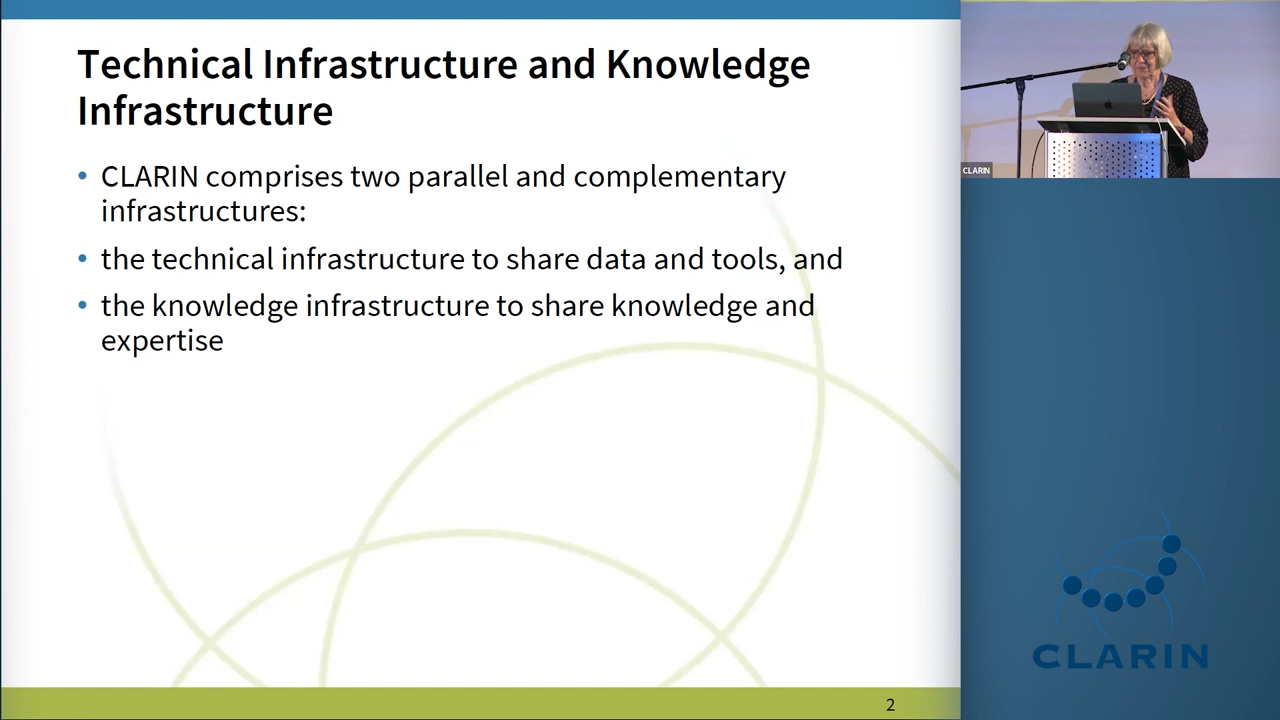 Technical Infrastructure and Knowledge
Infrastructure
• CLARIN comprises two parallel and complementary
infrastructures:
• the technical infrastructure to share data and tools, and
• the knowledge infrastructure to share knowledge and
expertise
2
CLARIN
CLARIN